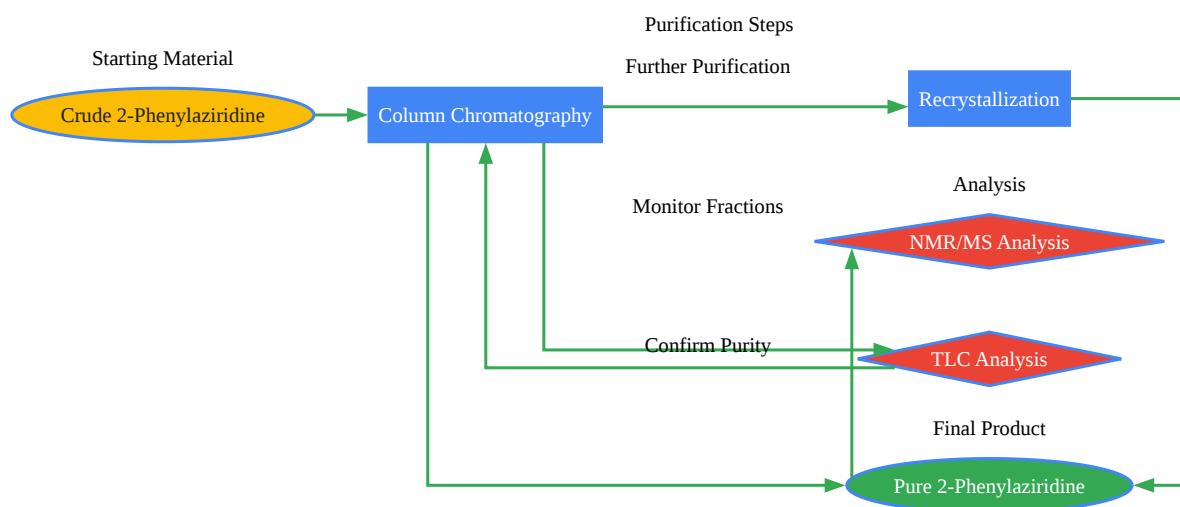 Purification Steps
Starting Material
Further Purification
Crude 2-Phenylaziridine
Column Chromatography
Recrystallization
Analysis
Monitor Fractions
NMR/MS Analysis
Confirm Purity
TLC Analysis
Final Product
Pure 2-Phenylaziridine